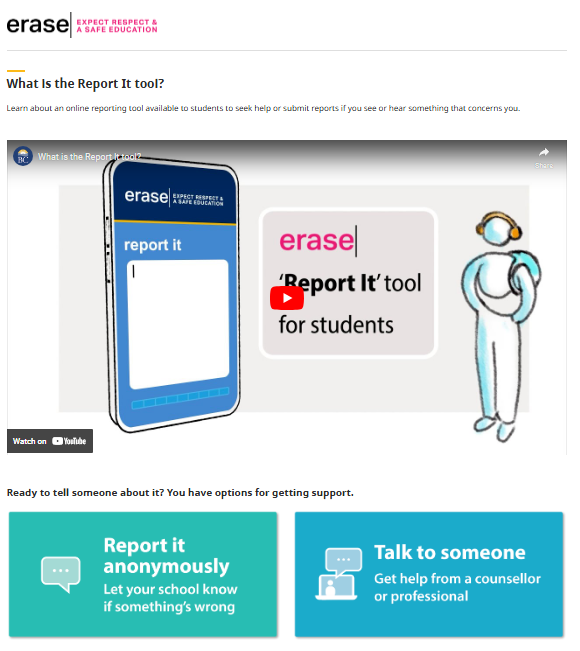 erase EXPECT RESPECT &
A SAFE EDUCATION
What Is the Report It tool?
Learn about an online reporting tool available to students to seek help or submit reports if you see or hear something that concerns you.
BC
What is the Report It tool?
Share
erase EXPECT RESPECT &
A SAFE EDUCATION
report it
erase
'Report It' tool
for students
Watch on YouTube
Ready to tell someone about it? You have options for getting support.
Report it
anonymously
Let your school know
if something's wrong
Talk to someone
Get help from a counsellor
or professional